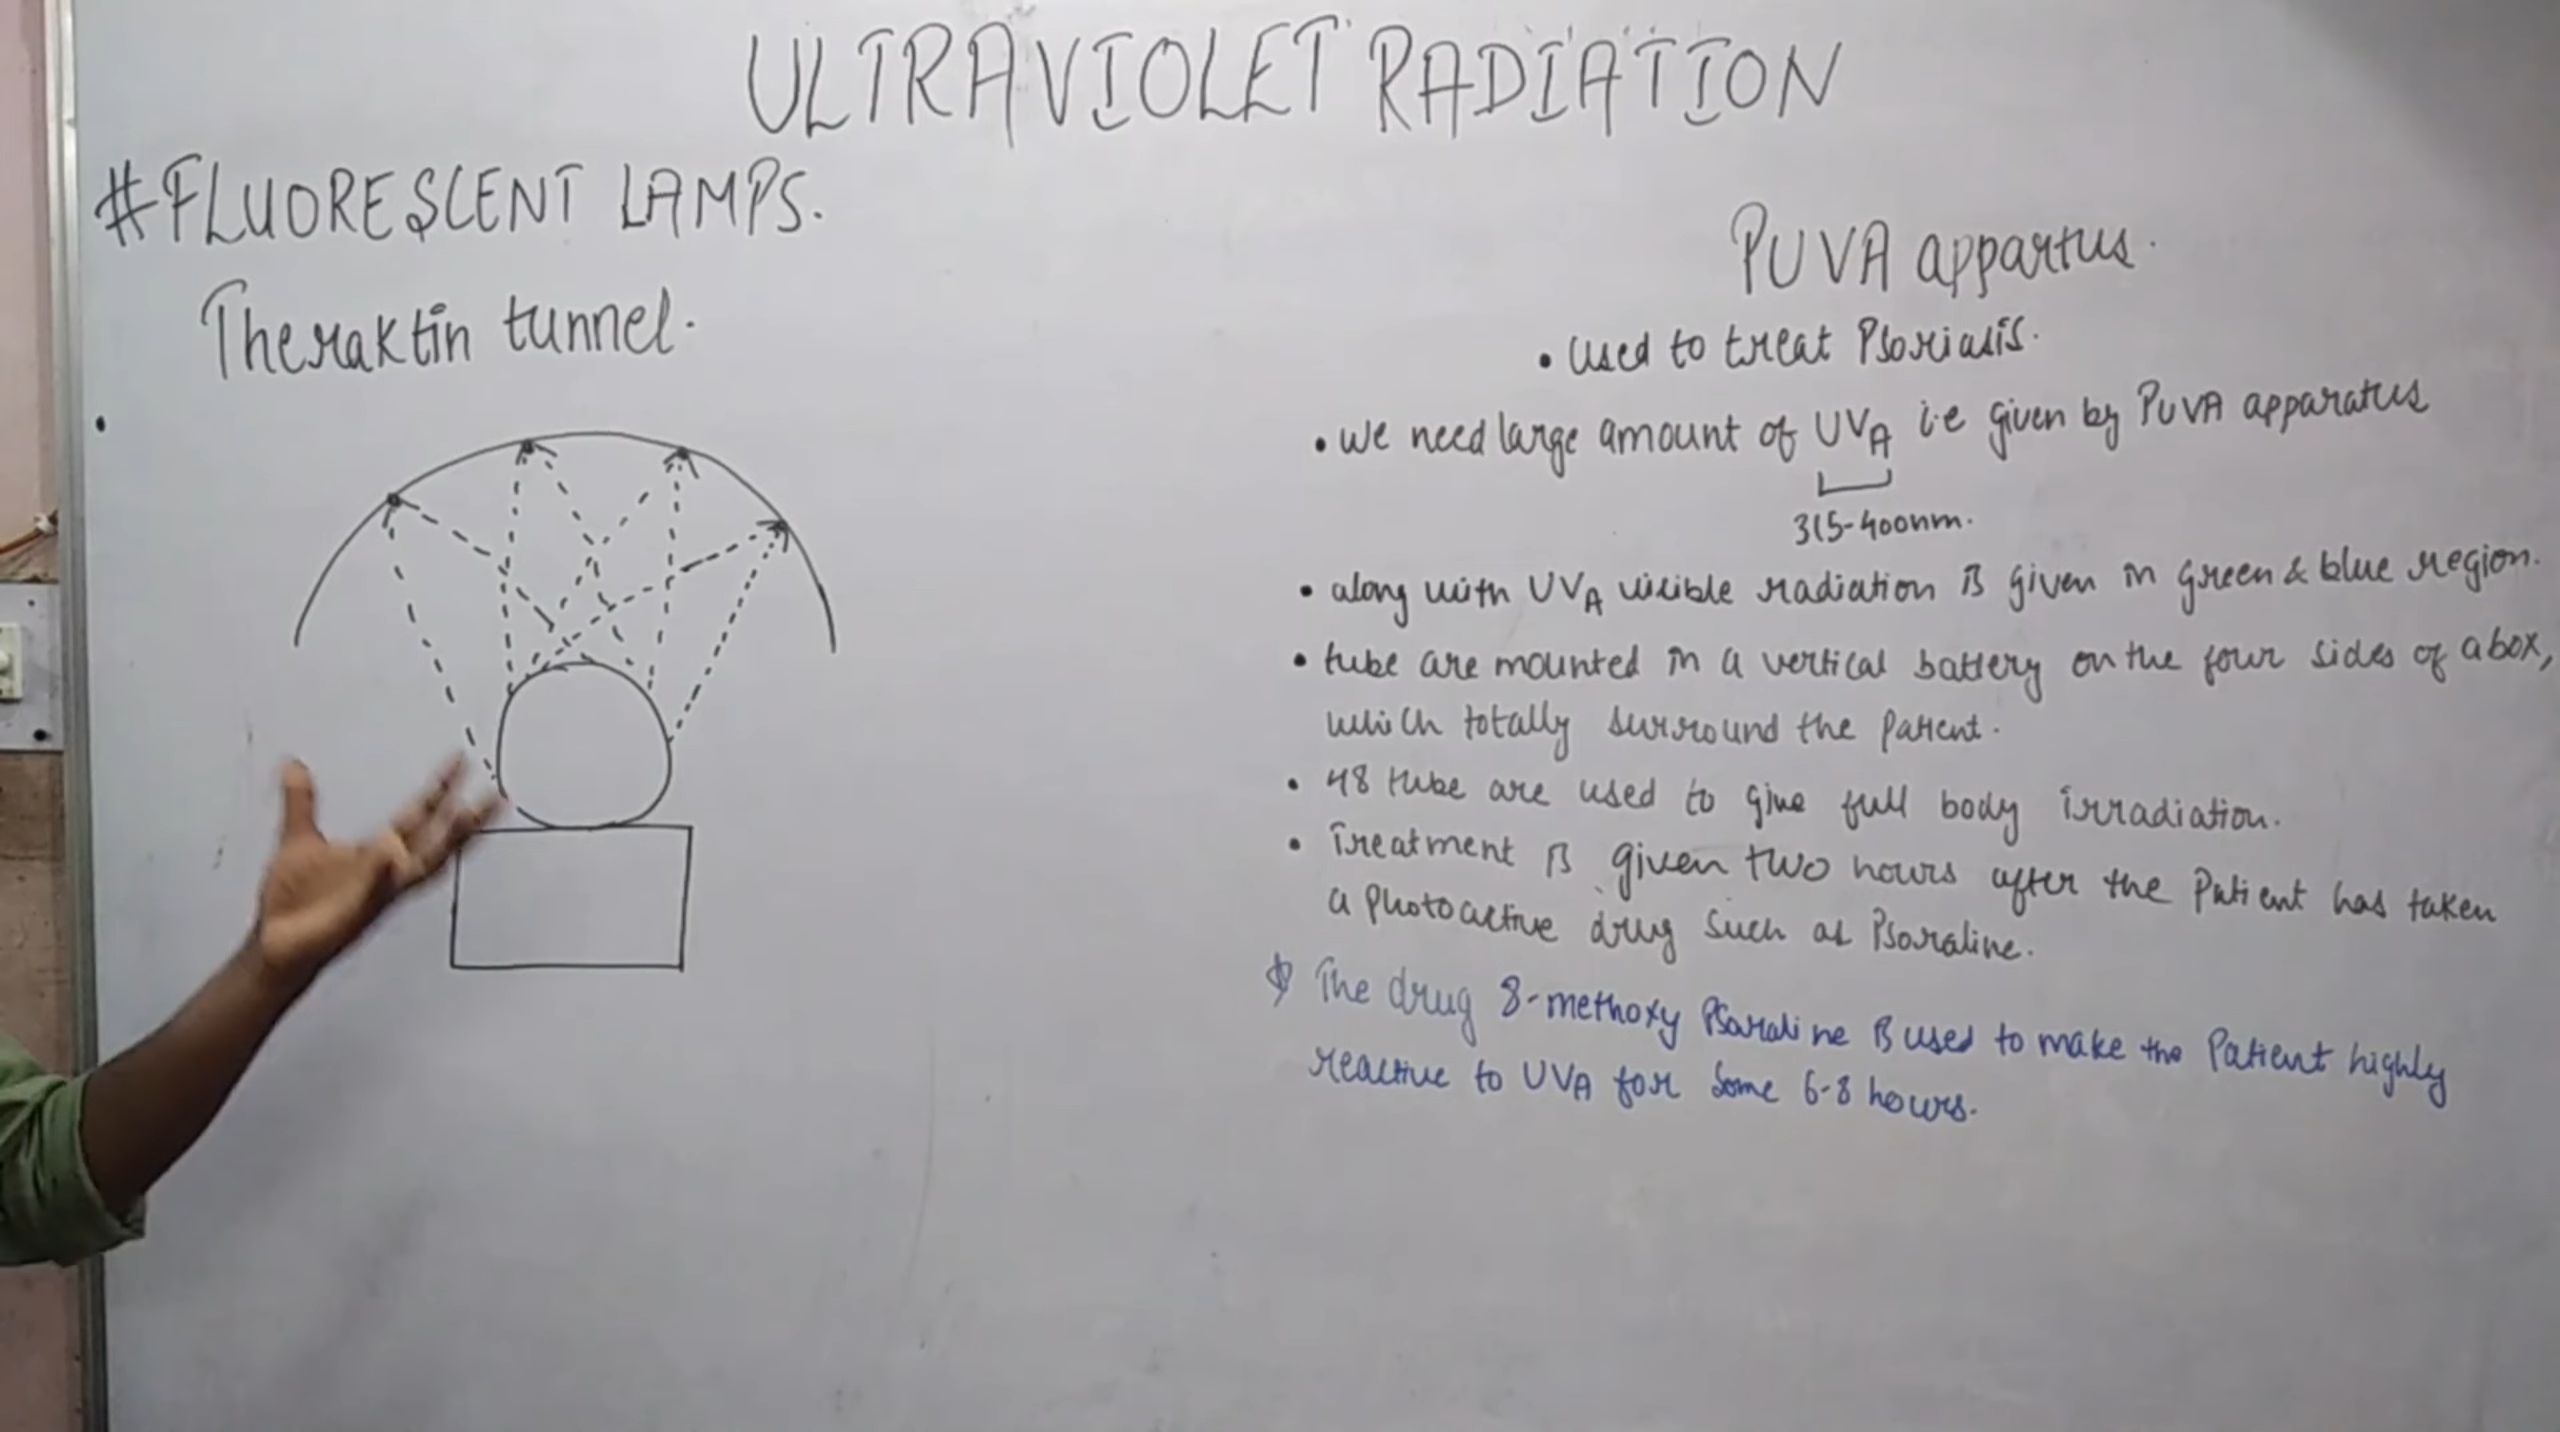 ULTRAVIOLET RADIATION
#FLUORESCENT LAMPS.
Theraktin tunnel.
PUVA appartus.
• used to treat Psoriasis.
• we need large amount of UVA i.e given by PUVA apparatus
315-400nm.
• along with UVA visible radiation is given in green & blue region.
• tube are mounted in a vertical battery on the four sides of a box,
which totally surround the patient.
• 48 tube are used to give full body irradiation.
• Treatment is given two hours after the Patient has taken
a Photoactive drug such as Psoraline.
The drug 8-methoxy Psoraline is used to make the Patient highly
reactive to UVA for some 6-8 hours.